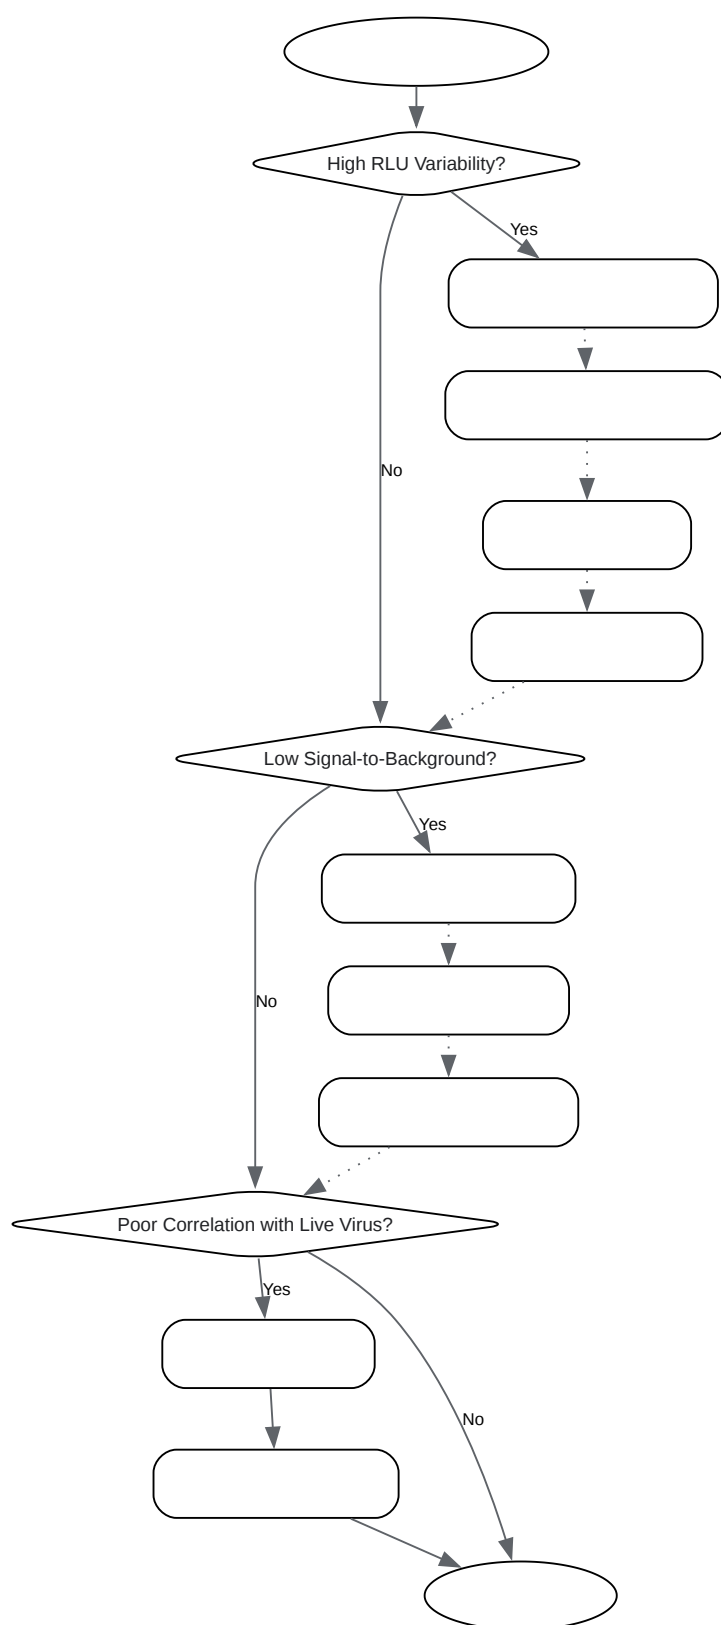 High RLU Variability?
Yes
No
Low Signal-to-Background?
Yes
No
Poor Correlation with Live Virus?
Yes
No